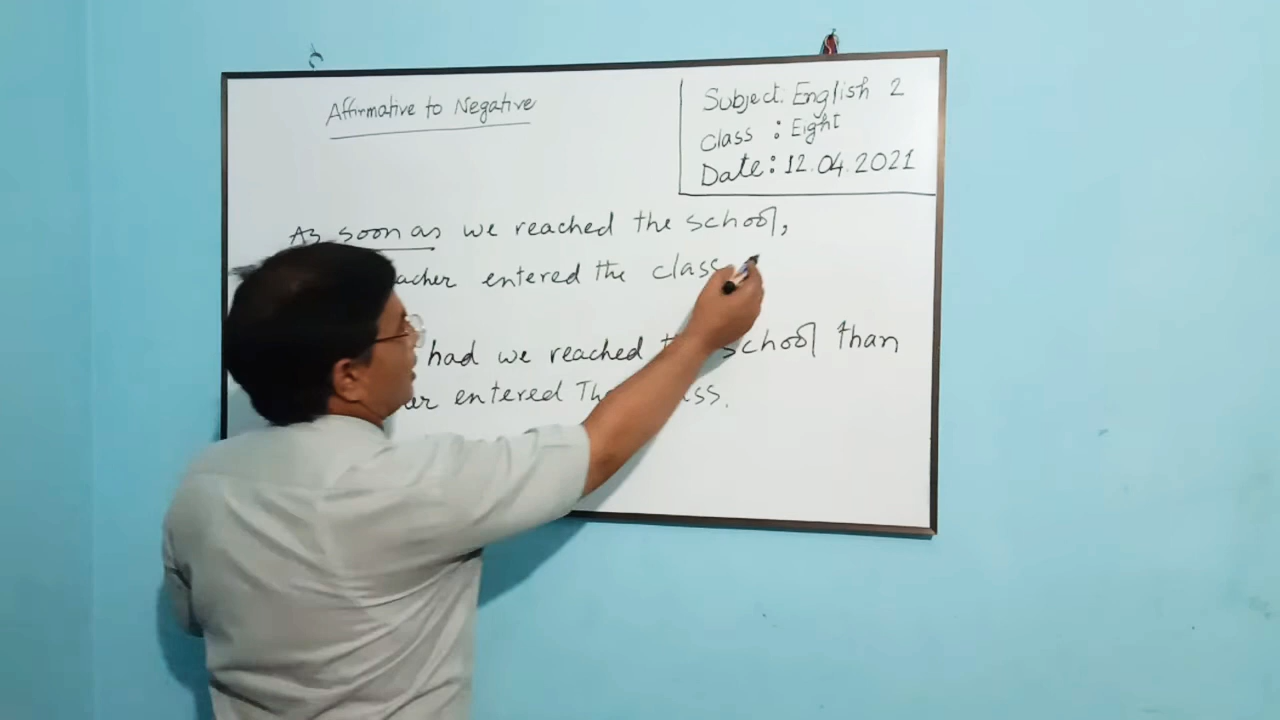 Affirmative to Negative
Subject: English 2
Class : Eight
Date: 12.04.2021
As soon as we reached the school,
entered the class
had we reached school than
entered The